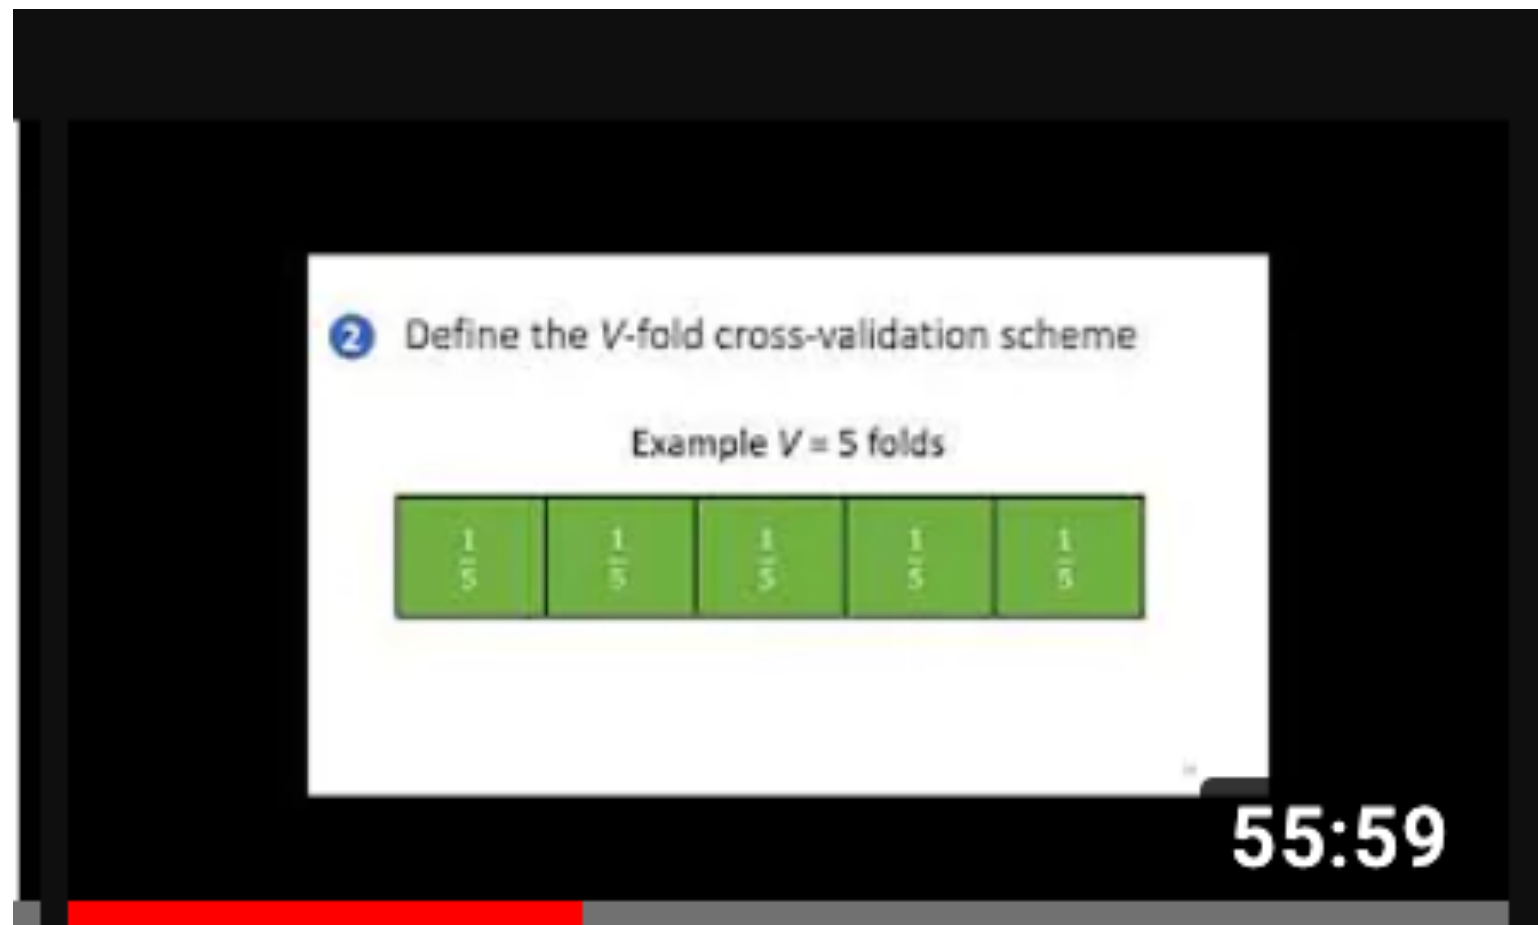 2 Define the V-fold cross-validation scheme
Example V = 5 folds
1 1 1 1 1
5 5 5 5 5
55:59